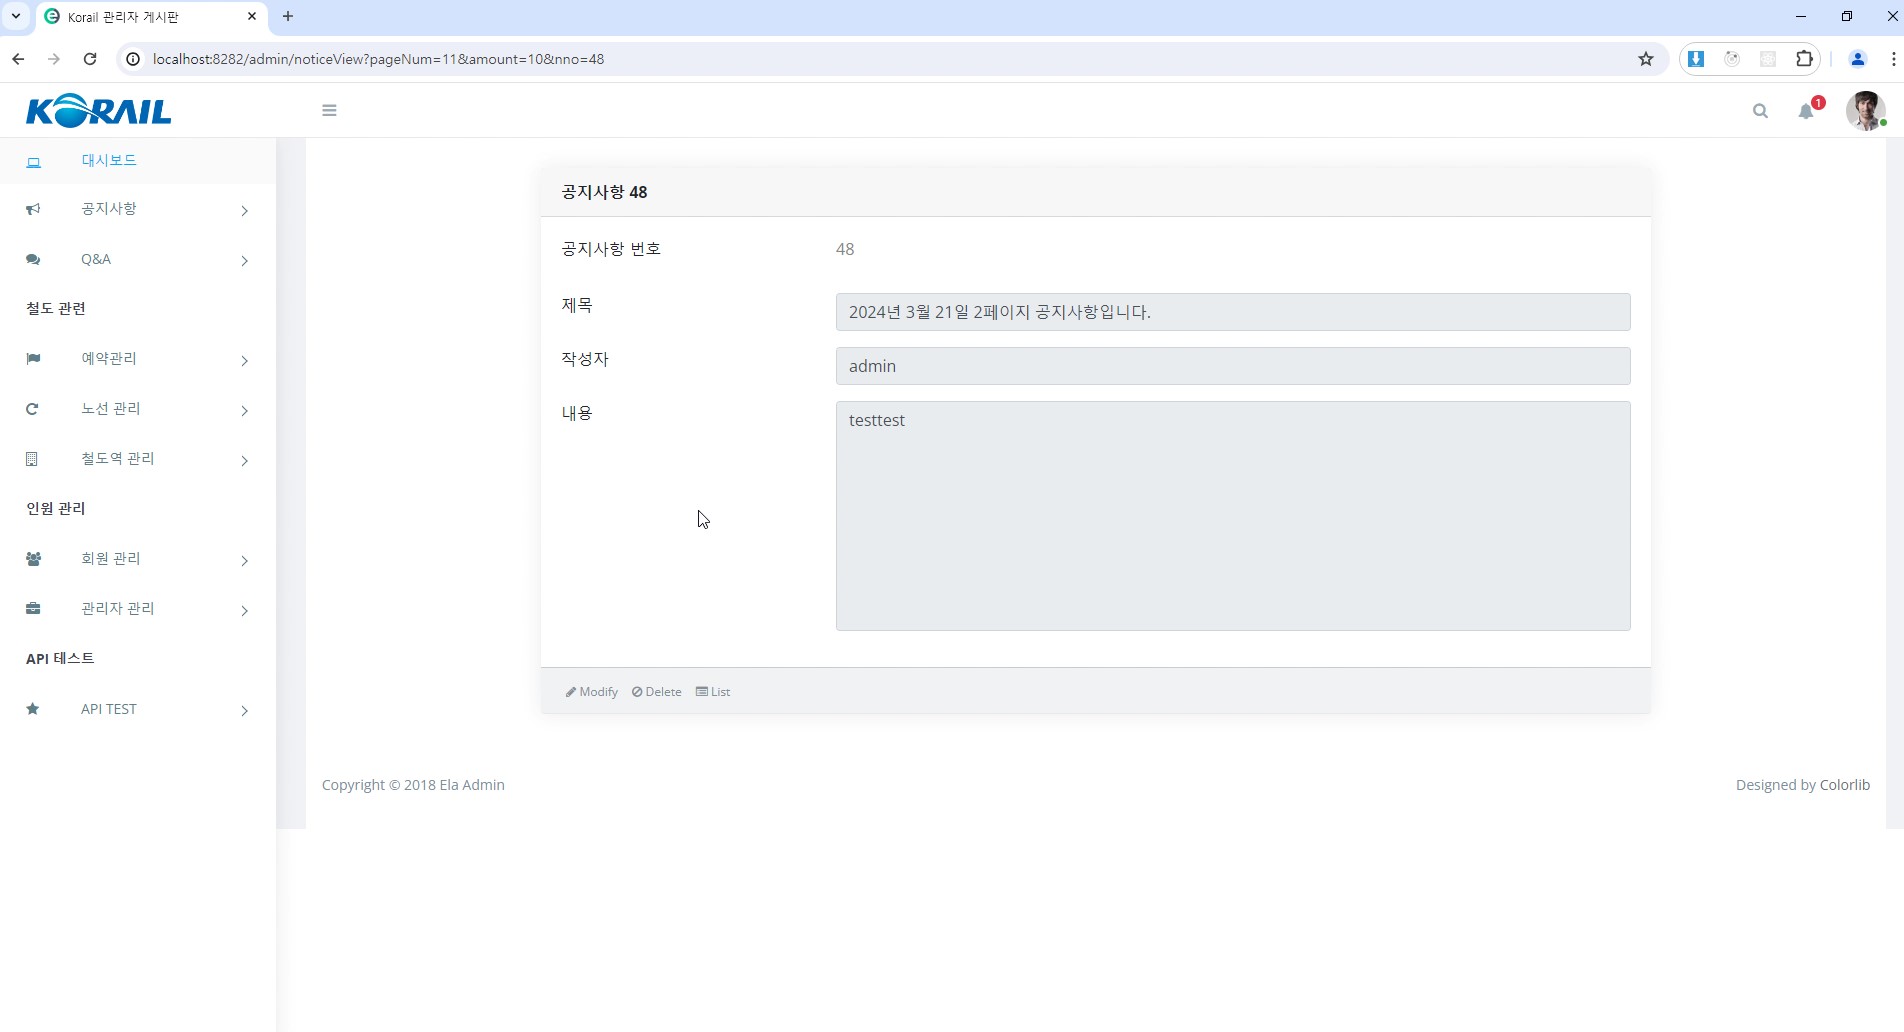 Korail 관리자 게시판
localhost:8282/admin/noticeView?pageNum=11&amount=10&nno=48
KORAIL
1
대시보드
공지사항
Q&A
철도 관련
예약관리
노선 관리
철도역 관리
인원 관리
회원 관리
관리자 관리
API 테스트
API TEST
공지사항 48
공지사항 번호 48
제목 2024년 3월 21일 2페이지 공지사항입니다.
작성자 admin
내용 testtest
Modify Delete List
Copyright © 2018 Ela Admin
Designed by Colorlib